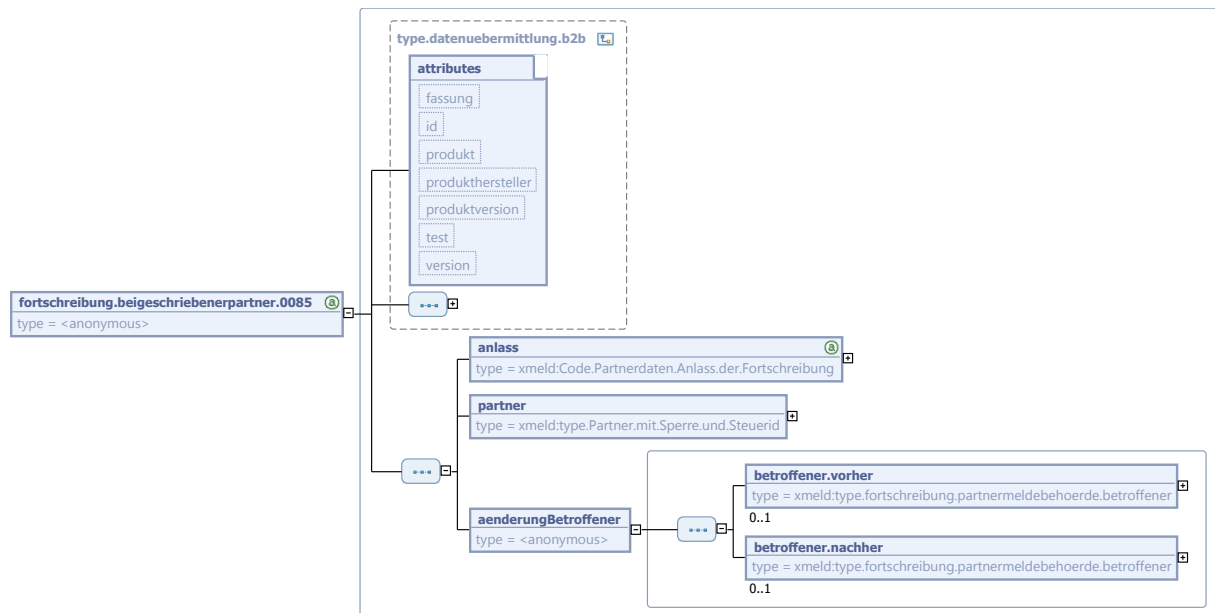 type.datenuebermittlung.b2b
attributes
fassung
id
produkt
produkthersteller
produktversion
test
version
fortschreibung.beigeschriebenerpartner.0085 a
type = <anonymous>
anlass a
type = xmeld:Code.Partnerdaten.Anlass.der.Fortschreibung
partner
type = xmeld:type.Partner.mit.Sperre.und.Steuerid
aenderungBetroffener
type = <anonymous>
betroffener.vorher
type = xmeld:type.fortschreibung.partnermeldebehoerde.betroffener
0..1
betroffener.nachher
type = xmeld:type.fortschreibung.partnermeldebehoerde.betroffener
0..1